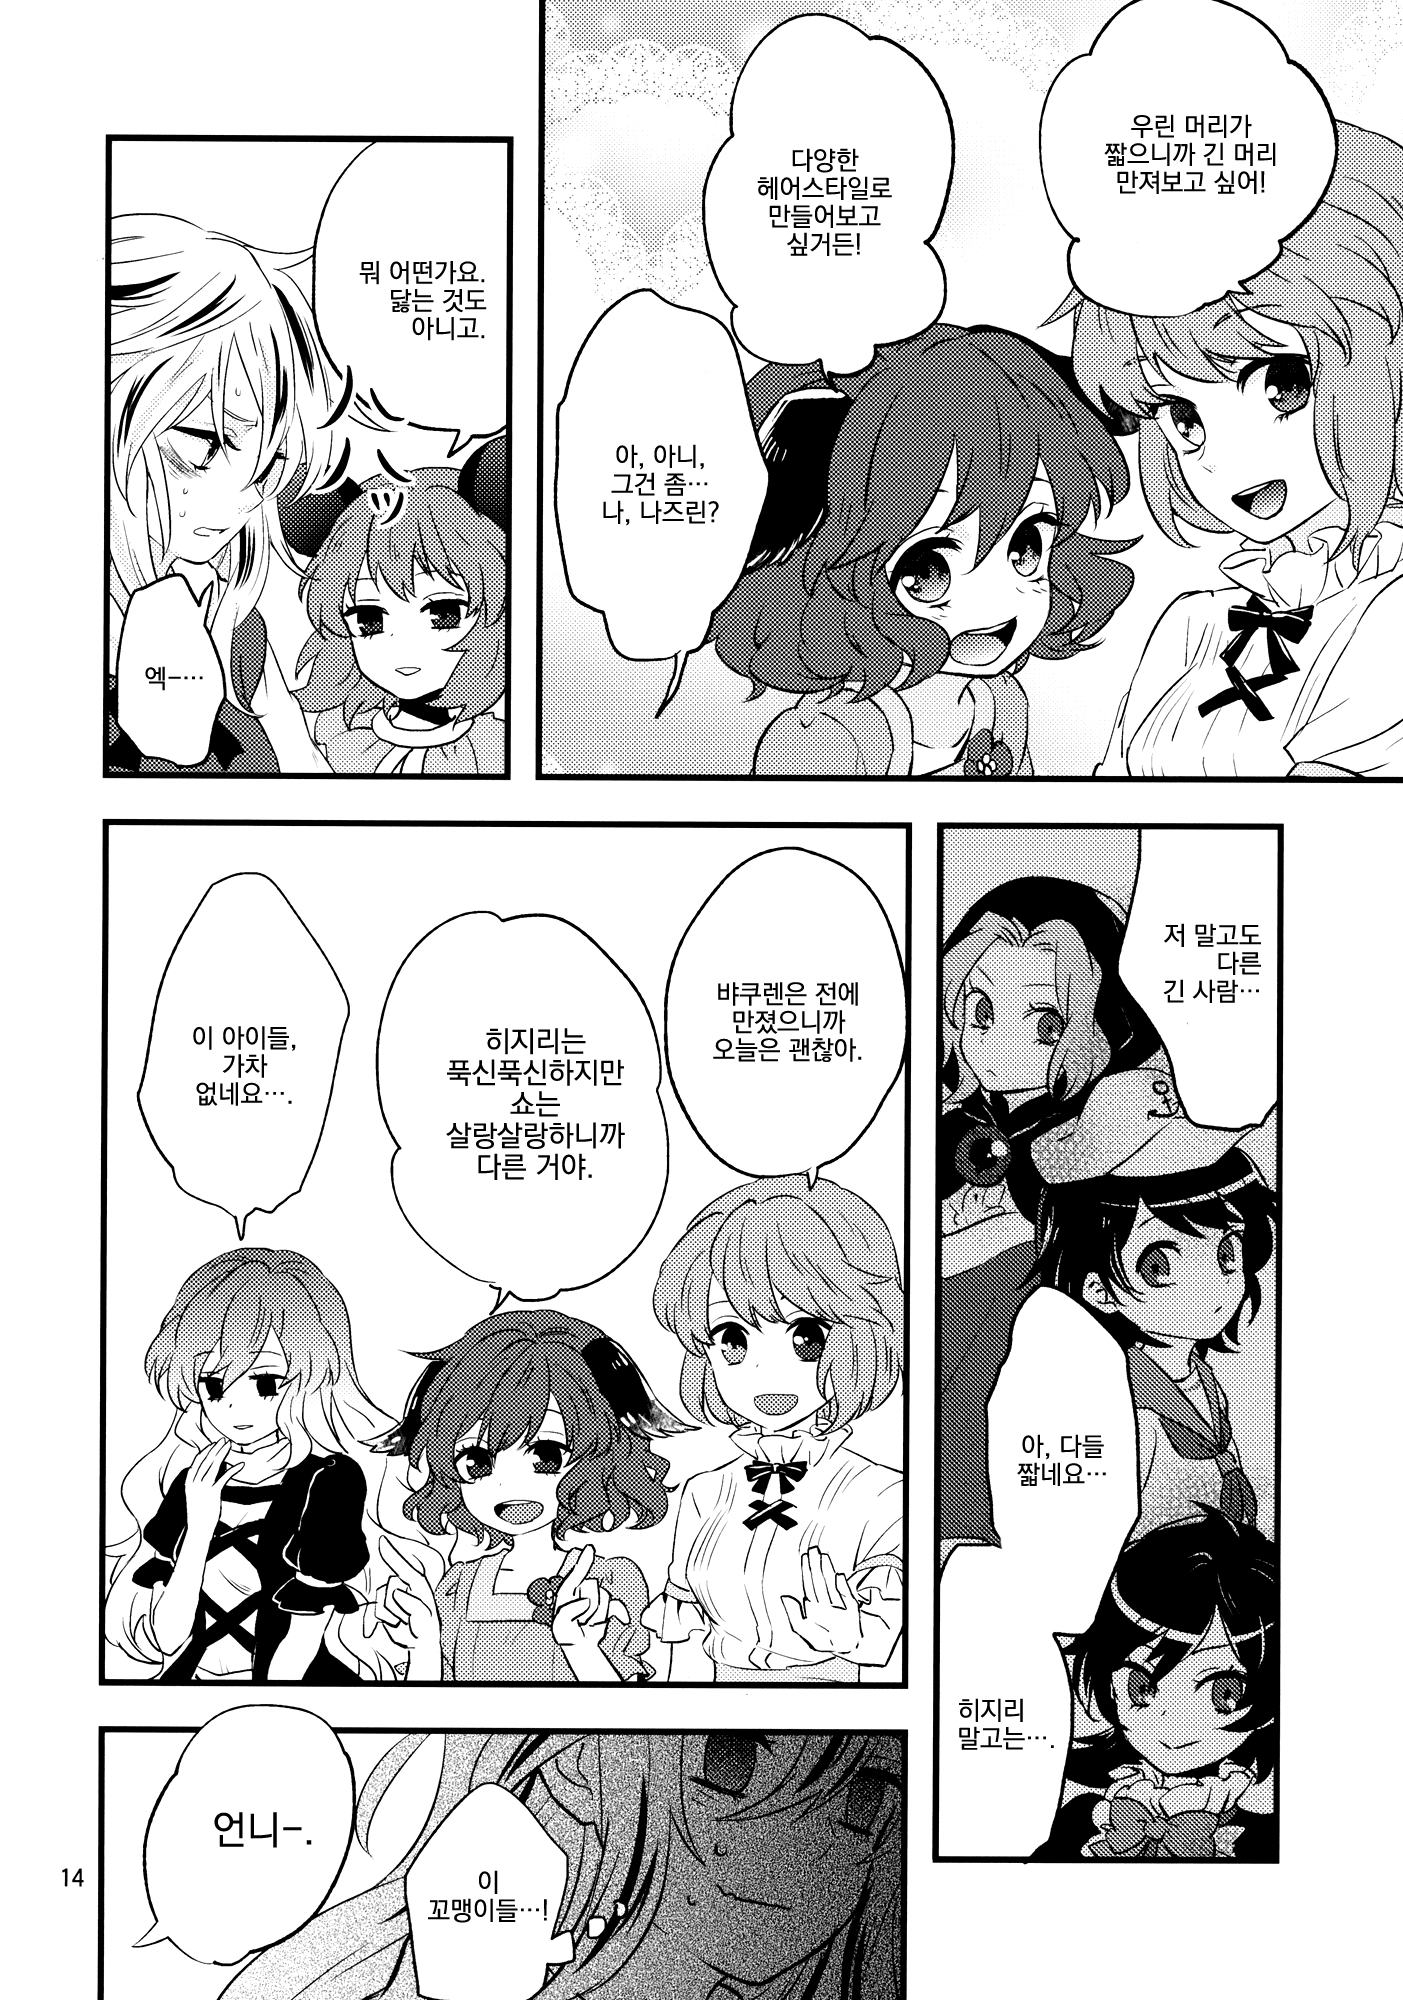 우린 머리가
짧으니까 긴 머리
만져보고 싶어!
다양한
헤어스타일로
만들어보고
싶거든!
아, 아니,
그건 좀…
나, 나즈린?
뭐 어떤가요.
닳는 것도
아니고.
ツ
엑-…
저 말고도
다른
긴 사람…
아, 다들
짧네요…
히지리
말고는….
뱌쿠렌은 전에
만졌으니까
오늘은 괜찮아.
히지리는
푹신푹신하지만
쇼는
살랑살랑하니까
다른 거야.
이 아이들,
가차
없네요….
이
꼬맹이들…!
언니-.
14